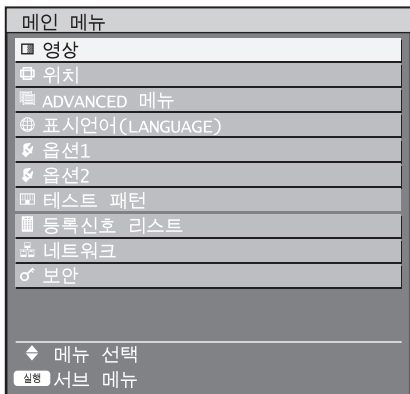 메인 메뉴
영상
위치
ADVANCED 메뉴
표시언어(LANGUAGE)
옵션1
옵션2
테스트 패턴
등록신호 리스트
네트워크
보안
메뉴 선택
실행 서브 메뉴